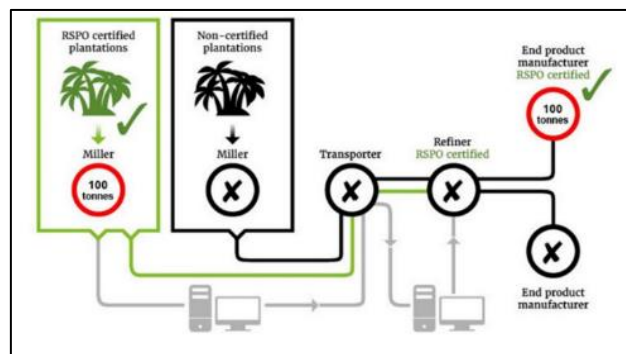 RSPO certified
plantations
Miller
100
tonnes
Non-certified
plantations
Miller
Transporter
Refiner
RSPO certified
End product
manufacturer
RSPO certified
100
tonnes
End product
manufacturer